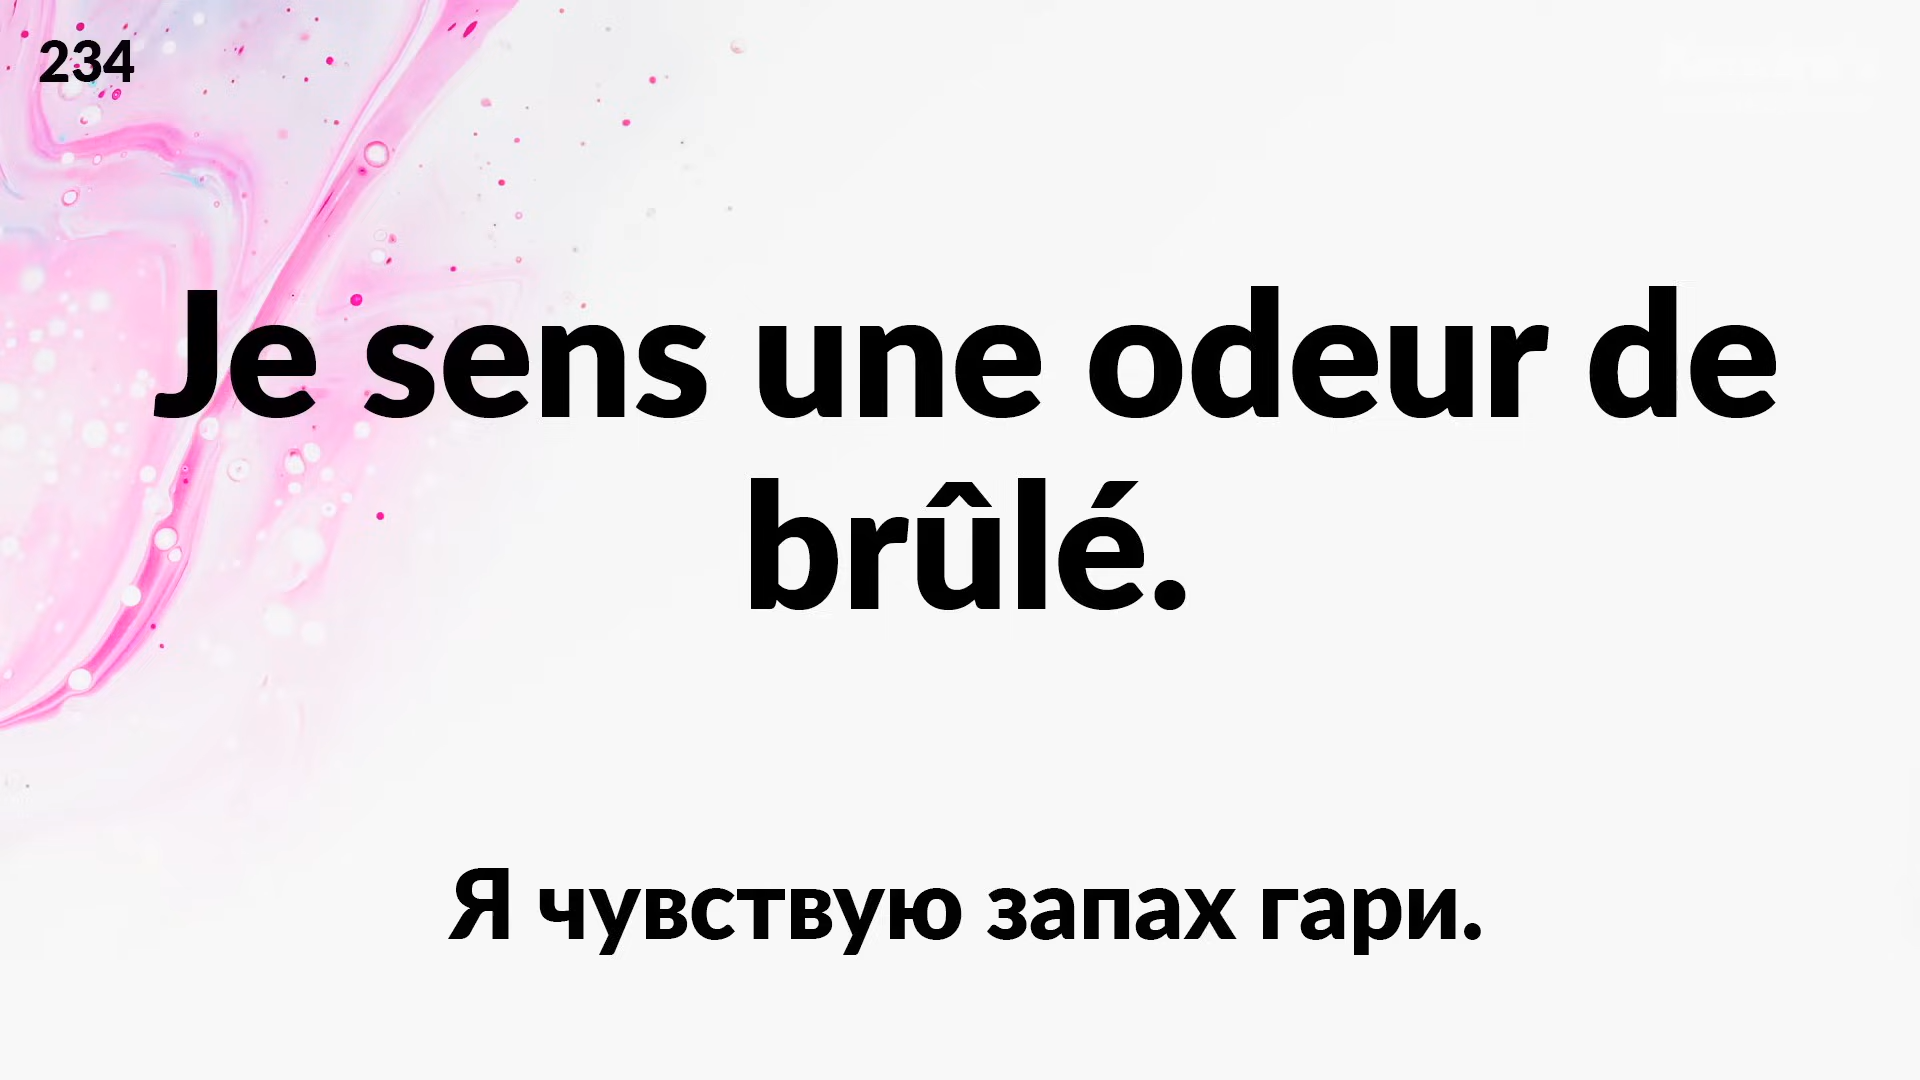 234
Je sens une odeur de
brûlé.
Я чувствую запах гари.